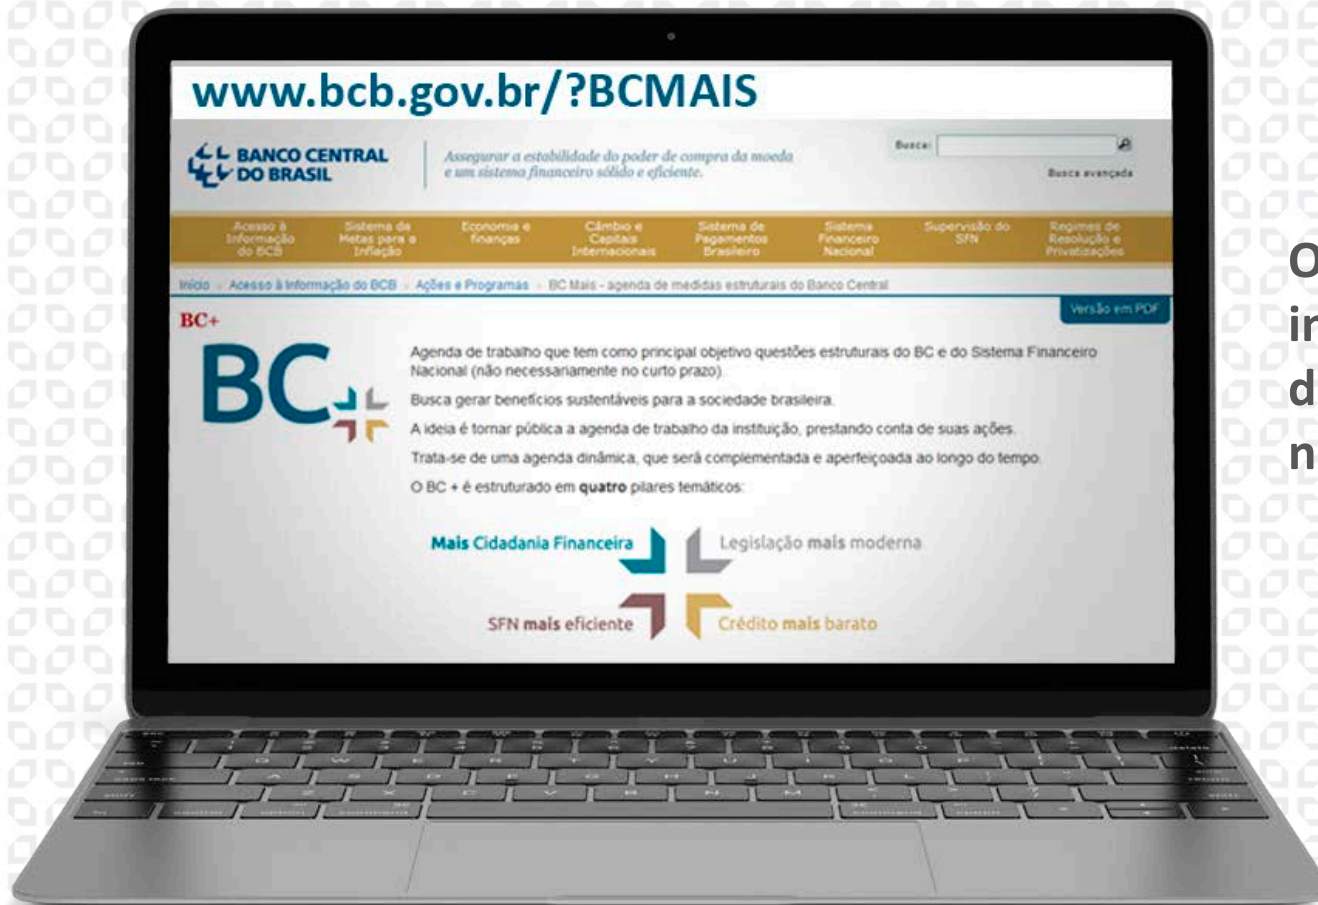 www.bcb.gov.br/?BCMAIS
BANCO CENTRAL
DO BRASIL
Assegurar a estabilidade do poder de compra da moeda
e um sistema financeiro sólido e eficiente.
Busca:
Busca avançada
Acesso à Informação do BCB
Sistema de Metas para a Inflação
Economia e finanças
Câmbio e Capitais Internacionais
Sistema de Pagamentos Brasileiro
Sistema Financeiro Nacional
Supervisão do SFN
Regimes de Resolução e Privatizações
Início Acesso à Informação do BCB Ações e Programas BC Mais - agenda de medidas estruturais do Banco Central
Versão em PDF
BC+
BC
Agenda de trabalho que tem como principal objetivo questões estruturais do BC e do Sistema Financeiro
Nacional (não necessariamente no curto prazo).
Busca gerar benefícios sustentáveis para a sociedade brasileira.
A ideia é tornar pública a agenda de trabalho da instituição, prestando conta de suas ações.
Trata-se de uma agenda dinâmica, que será complementada e aperfeiçoada ao longo do tempo.
O BC + é estruturado em quatro pilares temáticos:
Mais Cidadania Financeira
Legislação mais moderna
SFN mais eficiente
Crédito mais barato